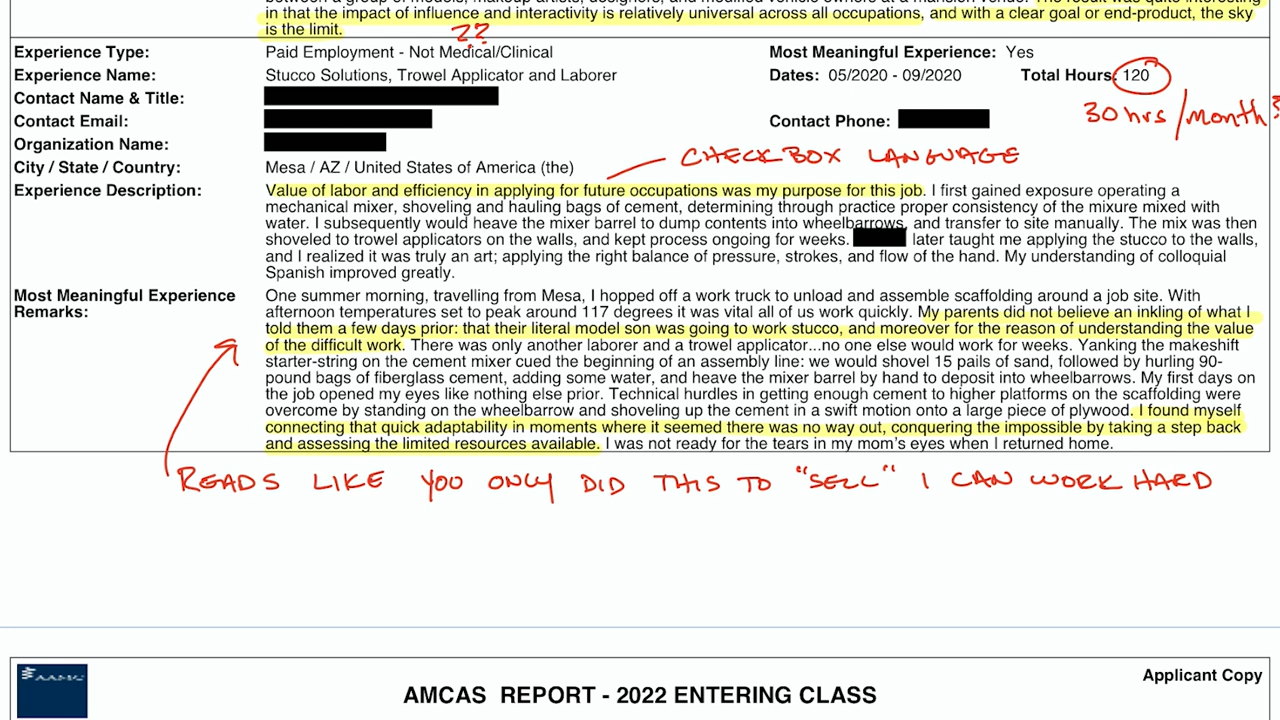 in that the impact of influence and interactivity is relatively universal across all occupations, and with a clear goal or end-product, the sky
is the limit.
??
Experience Type: Paid Employment - Not Medical/Clinical Most Meaningful Experience: Yes
Experience Name: Stucco Solutions, Trowel Applicator and Laborer Dates: 05/2020 - 09/2020 Total Hours: 120
Contact Name & Title:
30 hrs/month?
Contact Email: Contact Phone:
Organization Name:
CHECKBOX LANGUAGE
City / State / Country: Mesa / AZ / United States of America (the)
Experience Description: Value of labor and efficiency in applying for future occupations was my purpose for this job. I first gained exposure operating a
mechanical mixer, shoveling and hauling bags of cement, determining through practice proper consistency of the mixure mixed with
water. I subsequently would heave the mixer barrel to dump contents into wheelbarrows, and transfer to site manually. The mix was then
shoveled to trowel applicators on the walls, and kept process ongoing for weeks. later taught me applying the stucco to the walls,
and I realized it was truly an art; applying the right balance of pressure, strokes, and flow of the hand. My understanding of colloquial
Spanish improved greatly.
Most Meaningful Experience One summer morning, travelling from Mesa, I hopped off a work truck to unload and assemble scaffolding around a job site. With
Remarks: afternoon temperatures set to peak around 117 degrees it was vital all of us work quickly. My parents did not believe an inkling of what I
told them a few days prior: that their literal model son was going to work stucco, and moreover for the reason of understanding the value
of the difficult work. There was only another laborer and a trowel applicator...no one else would work for weeks. Yanking the makeshift
starter-string on the cement mixer cued the beginning of an assembly line: we would shovel 15 pails of sand, followed by hurling 90-
pound bags of fiberglass cement, adding some water, and heave the mixer barrel by hand to deposit into wheelbarrows. My first days on
the job opened my eyes like nothing else prior. Technical hurdles in getting enough cement to higher platforms on the scaffolding were
overcome by standing on the wheelbarrow and shoveling up the cement in a swift motion onto a large piece of plywood. I found myself
connecting that quick adaptability in moments where it seemed there was no way out, conquering the impossible by taking a step back
and assessing the limited resources available. I was not ready for the tears in my mom's eyes when I returned home.
READS LIKE YOU ONLY DID THIS TO "SELL" I CAN WORK HARD
Applicant Copy
AAMC
AMCAS REPORT - 2022 ENTERING CLASS